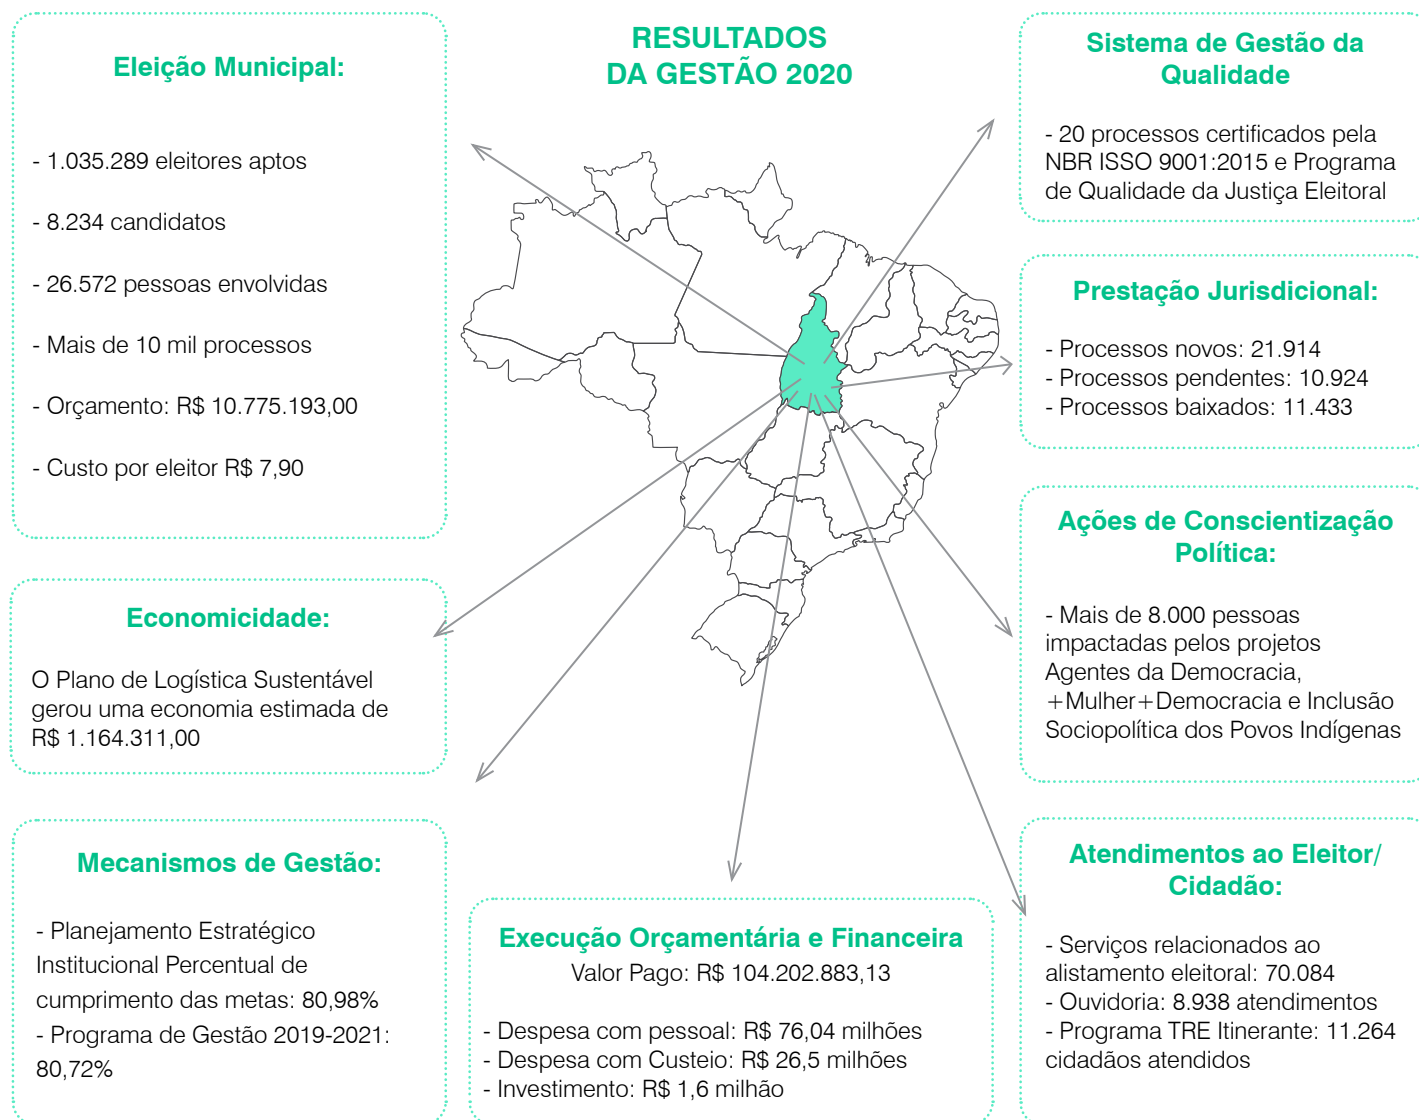 RESULTADOS
DA GESTÃO 2020
Eleição Municipal:
- 1.035.289 eleitores aptos
- 8.234 candidatos
- 26.572 pessoas envolvidas
- Mais de 10 mil processos
- Orçamento: R$ 10.775.193,00
- Custo por eleitor R$ 7,90
Economicidade:
O Plano de Logística Sustentável
gerou uma economia estimada de
R$ 1.164.311,00
Mecanismos de Gestão:
- Planejamento Estratégico
Institucional Percentual de
cumprimento das metas: 80,98%
- Programa de Gestão 2019-2021:
80,72%
Execução Orçamentária e Financeira
Valor Pago: R$ 104.202.883,13
- Despesa com pessoal: R$ 76,04 milhões
- Despesa com Custeio: R$ 26,5 milhões
- Investimento: R$ 1,6 milhão
Sistema de Gestão da
Qualidade
- 20 processos certificados pela
NBR ISSO 9001:2015 e Programa
de Qualidade da Justiça Eleitoral
Prestação Jurisdicional:
- Processos novos: 21.914
- Processos pendentes: 10.924
- Processos baixados: 11.433
Ações de Conscientização
Política:
- Mais de 8.000 pessoas
impactadas pelos projetos
Agentes da Democracia,
+Mulher+Democracia e Inclusão
Sociopolítica dos Povos Indígenas
Atendimentos ao Eleitor/
Cidadão:
- Serviços relacionados ao
alistamento eleitoral: 70.084
- Ouvidoria: 8.938 atendimentos
- Programa TRE Itinerante: 11.264
cidadãos atendidos